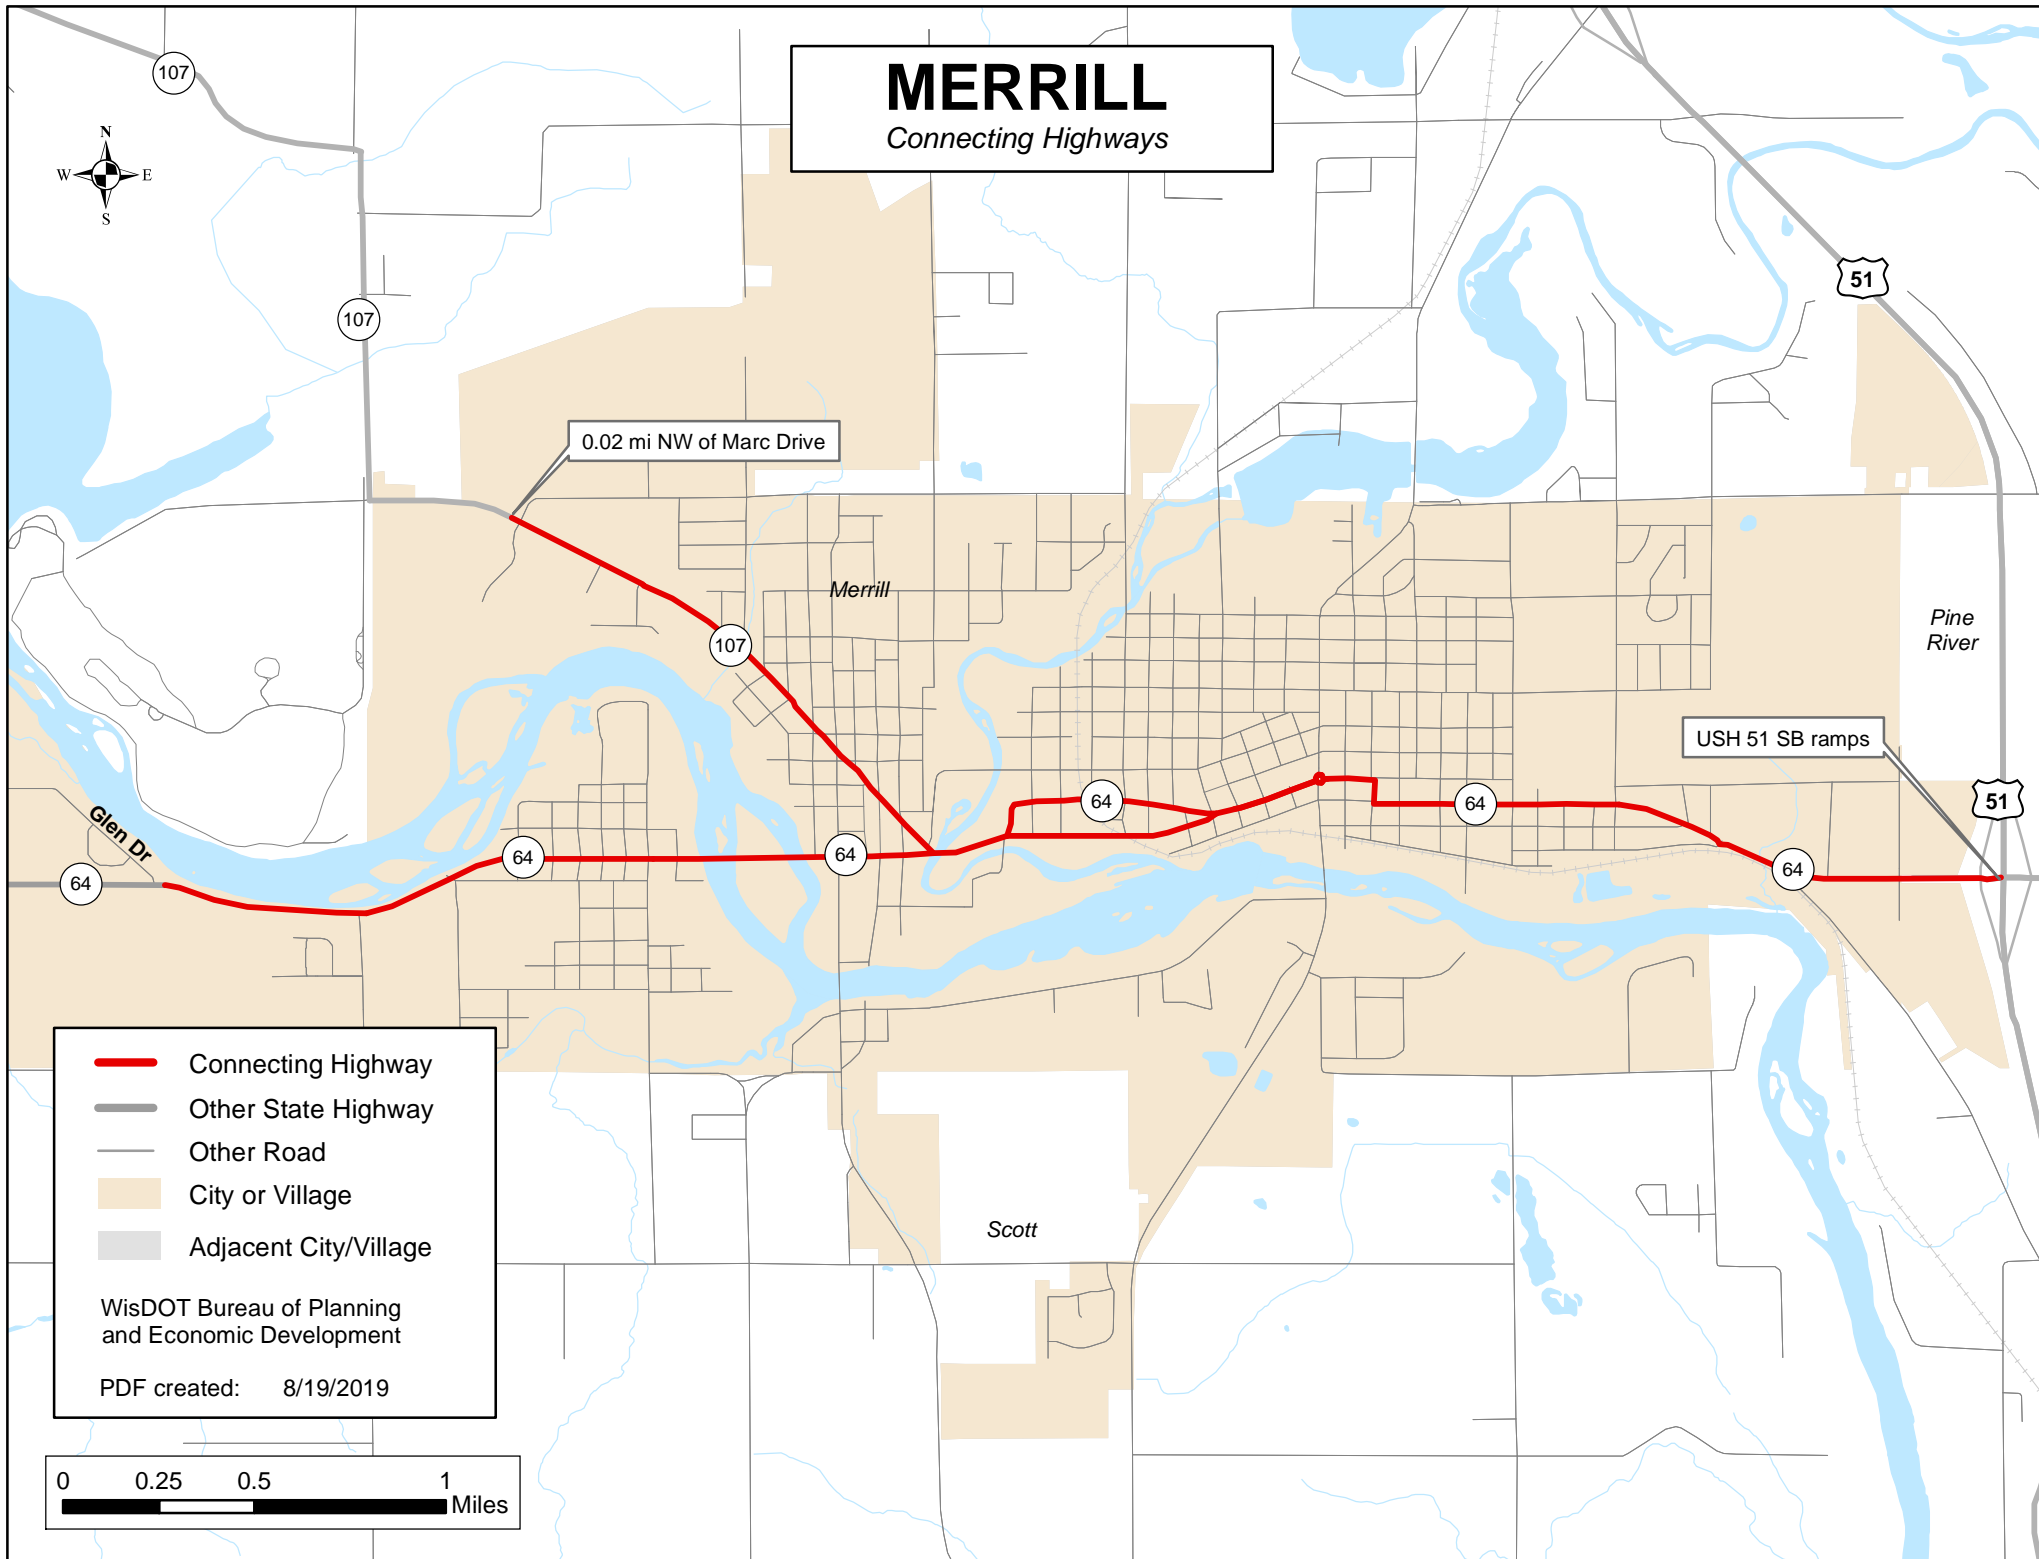 MERRILL
Connecting Highways
107
N
W E
S
51
107
0.02 mi NW of Marc Drive
Merrill
Pine
River
107
USH 51 SB ramps
64
64
51
Glen Dr
64
64
64
64
Connecting Highway
Other State Highway
Other Road
City or Village
Adjacent City/Village
WisDOT Bureau of Planning
and Economic Development
PDF created: 8/19/2019
Scott
0 0.25 0.5 1
Miles